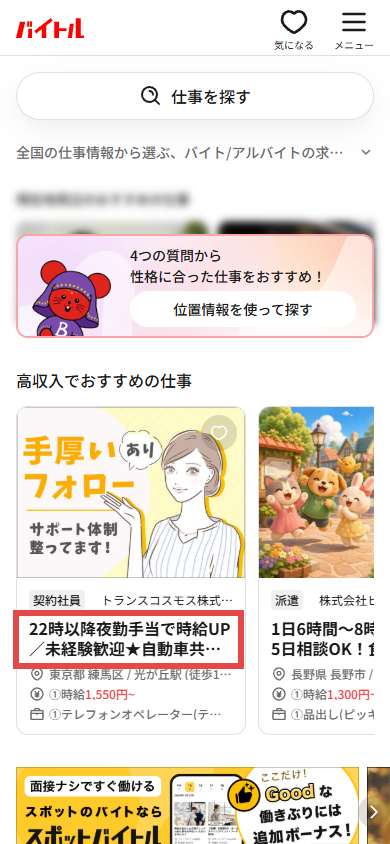 バイトル
気になる
メニュー
仕事を探す
全国の仕事情報から選ぶ、バイト/アルバイトの求…
4つの質問から
性格に合った仕事をおすすめ！
位置情報を使って探す
B
高収入でおすすめの仕事
手厚い あり
フォロー
サポート体制
整ってます！
契約社員 トランスコスモス株式…
22時以降夜勤手当で時給UP
／未経験歓迎★自動車共…
東京都 練馬区 / 光が丘駅 (徒歩1…
①時給1,550円~
①テレフォンオペレーター(テ…
派遣 株式会社ヒ
1日6時間〜8時
5日相談OK！食
長野県 長野市 /
①時給1,300円~
①品出し(ピッキ
面接ナシですぐ働ける
スポットのバイトなら
スポットバイトル
ここだけ!
Goodな
働きぶりには
追加ボーナス！